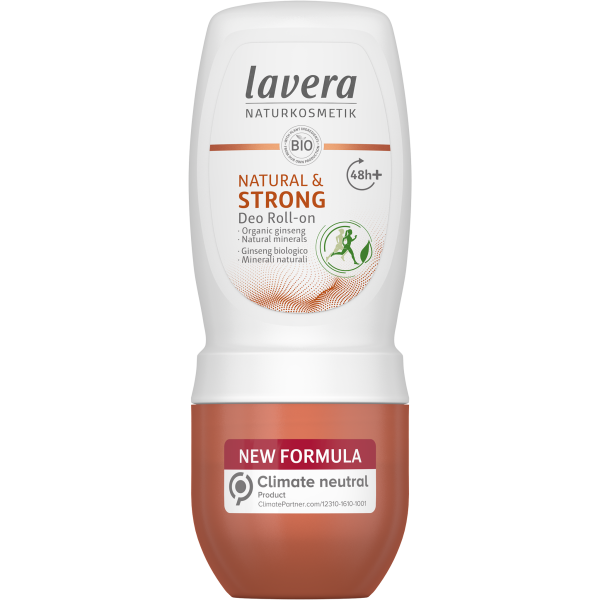 lavera
NATURKOSMETIK
BIO
48h+
NATURAL &
STRONG
Deo Roll-on
· Organic ginseng
· Natural minerals
· Ginseng biologico
· Minerali naturali
NEW FORMULA
Climate neutral
Product
ClimatePartner.com/12310-1610-1001